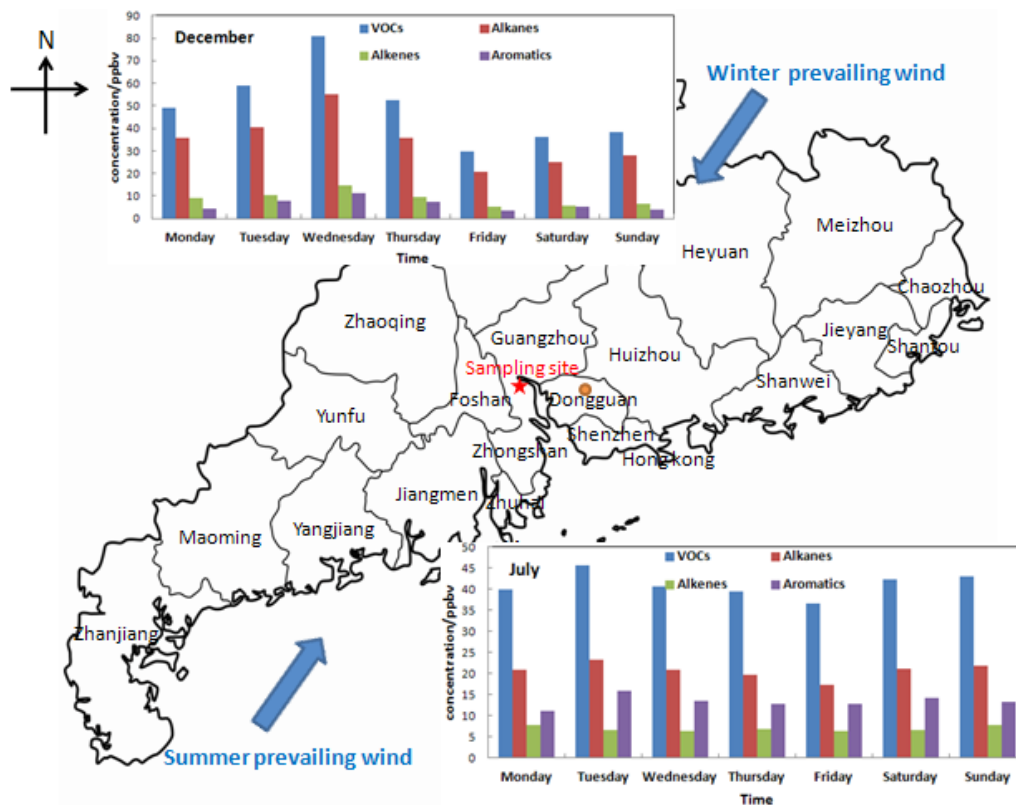 N
December
VOCs
Alkanes
Alkenes
Aromatics
concentration/ppbv
90
80
70
60
50
40
30
20
10
0
Monday Tuesday Wednesday Thursday Friday Saturday Sunday
Time
Winter prevailing wind
Meizhou
Heyuan
Chaozhou
Zhaoqing
Jieyang
Guangzhou
Huizhou
Shantou
Sampling site
Shanwei
Foshan
Dongguan
Yunfu
Shenzhen
Zhongshan
Hongkong
Jiangmen
Zhuhai
Yangjiang
Maoming
Zhanjiang
Summer prevailing wind
July
VOCs
Alkanes
Alkenes
Aromatics
concentration/ppbv
50
45
40
35
30
25
20
15
10
5
0
Monday Tuesday Wednesday Thursday Friday Saturday Sunday
Time